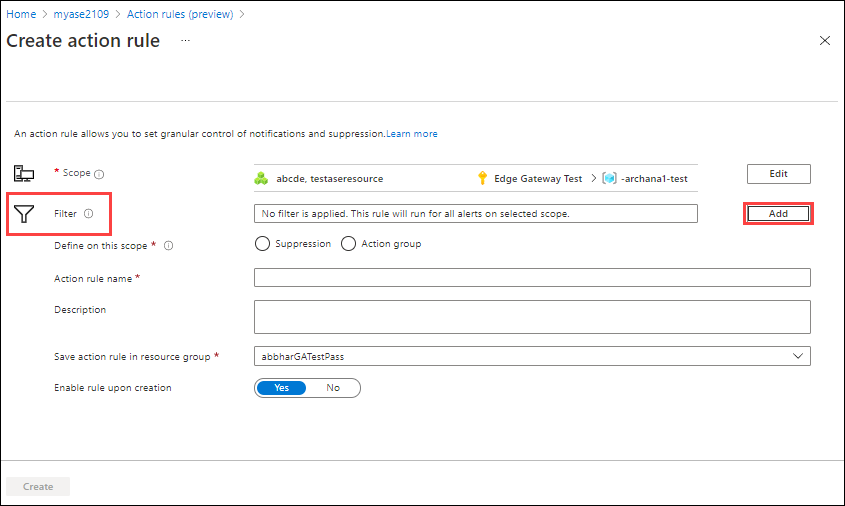 Home > myase2109 > Action rules (preview) >
Create action rule ...
An action rule allows you to set granular control of notifications and suppression.Learn more
* Scope
abcde, testaseresource Edge Gateway Test > -archana1-test Edit
Filter No filter is applied. This rule will run for all alerts on selected scope. Add
Define on this scope * Suppression Action group
Action rule name *
Description
Save action rule in resource group * abbharGATestPass
Enable rule upon creation Yes No
Create